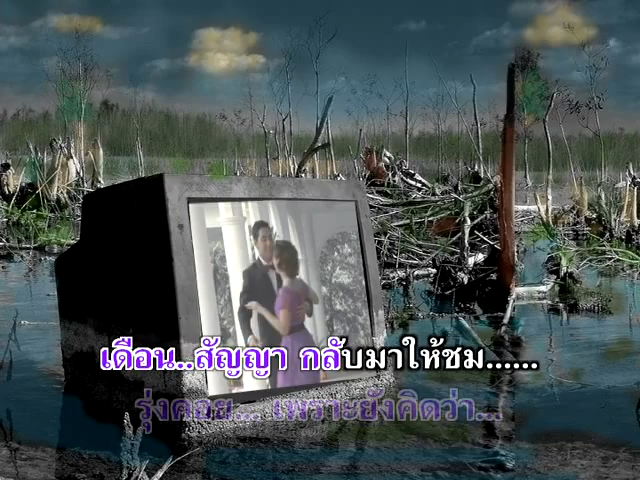 เดือน..สัญญา กลับมาให้ชม......
รุ่งคอย... เพราะยังคิดว่า...